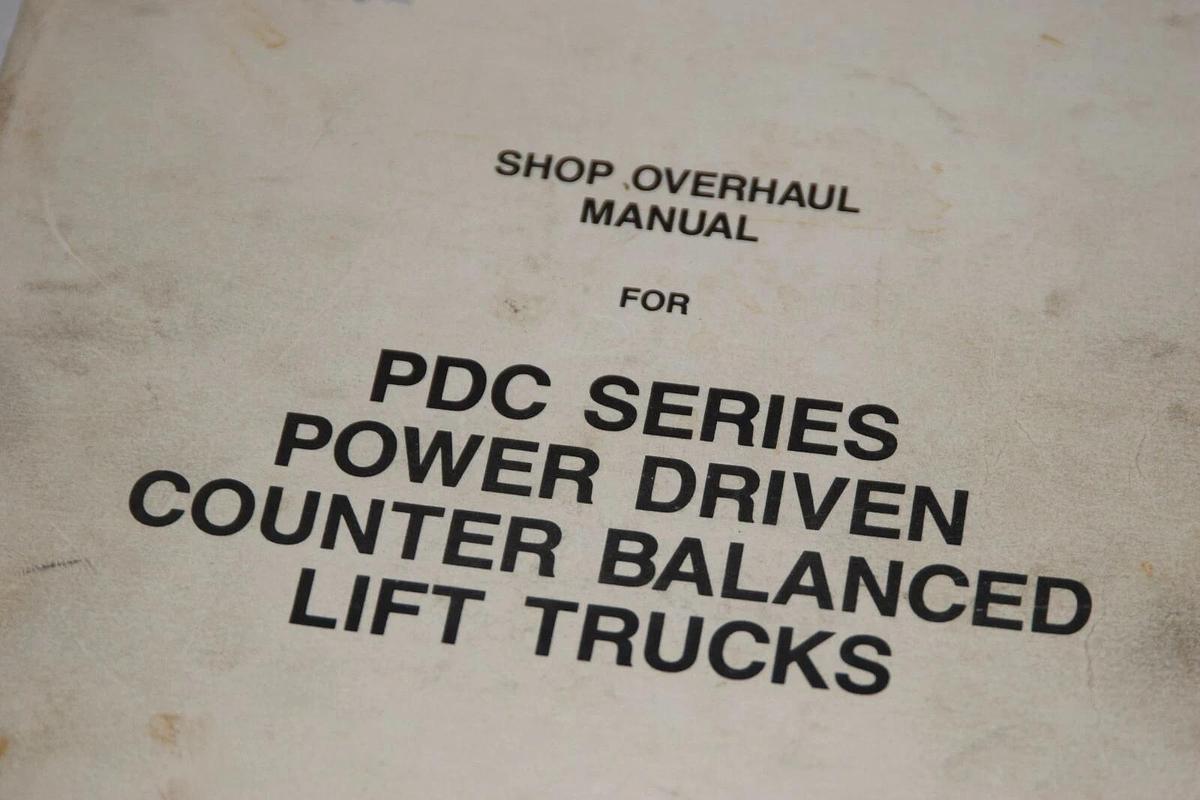 SHOP OVERHAUL
MANUAL
FOR
PDC SERIES
POWER DRIVEN
COUNTER BALANCED
LIFT TRUCKS